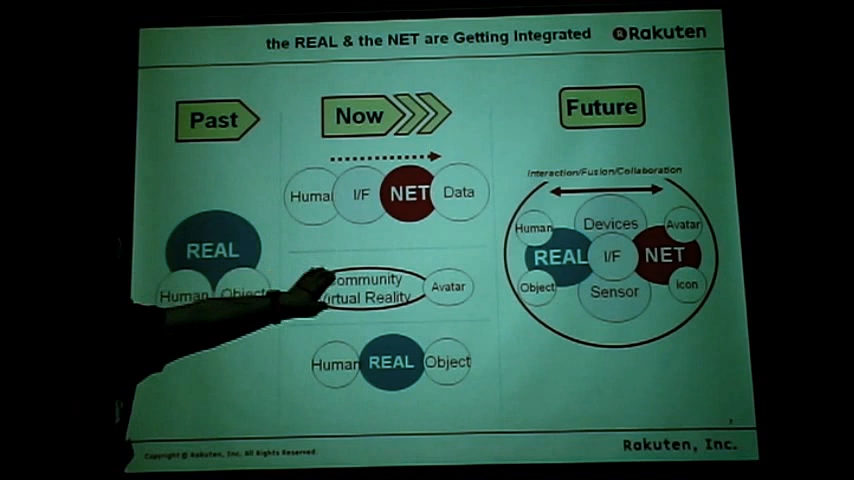 the REAL & the NET are Getting Integrated
Rakuten
Past
Now
Future
REAL
Human
Object
Human
I/F
NET
Data
Community
Virtual Reality
Avatar
Human
REAL
Object
Interaction/Fusion/Collaboration
Human
Devices
Avatar
REAL
I/F
NET
Object
Sensor
Icon
Copyright © Rakuten, Inc. All Rights Reserved.
Rakuten, Inc.